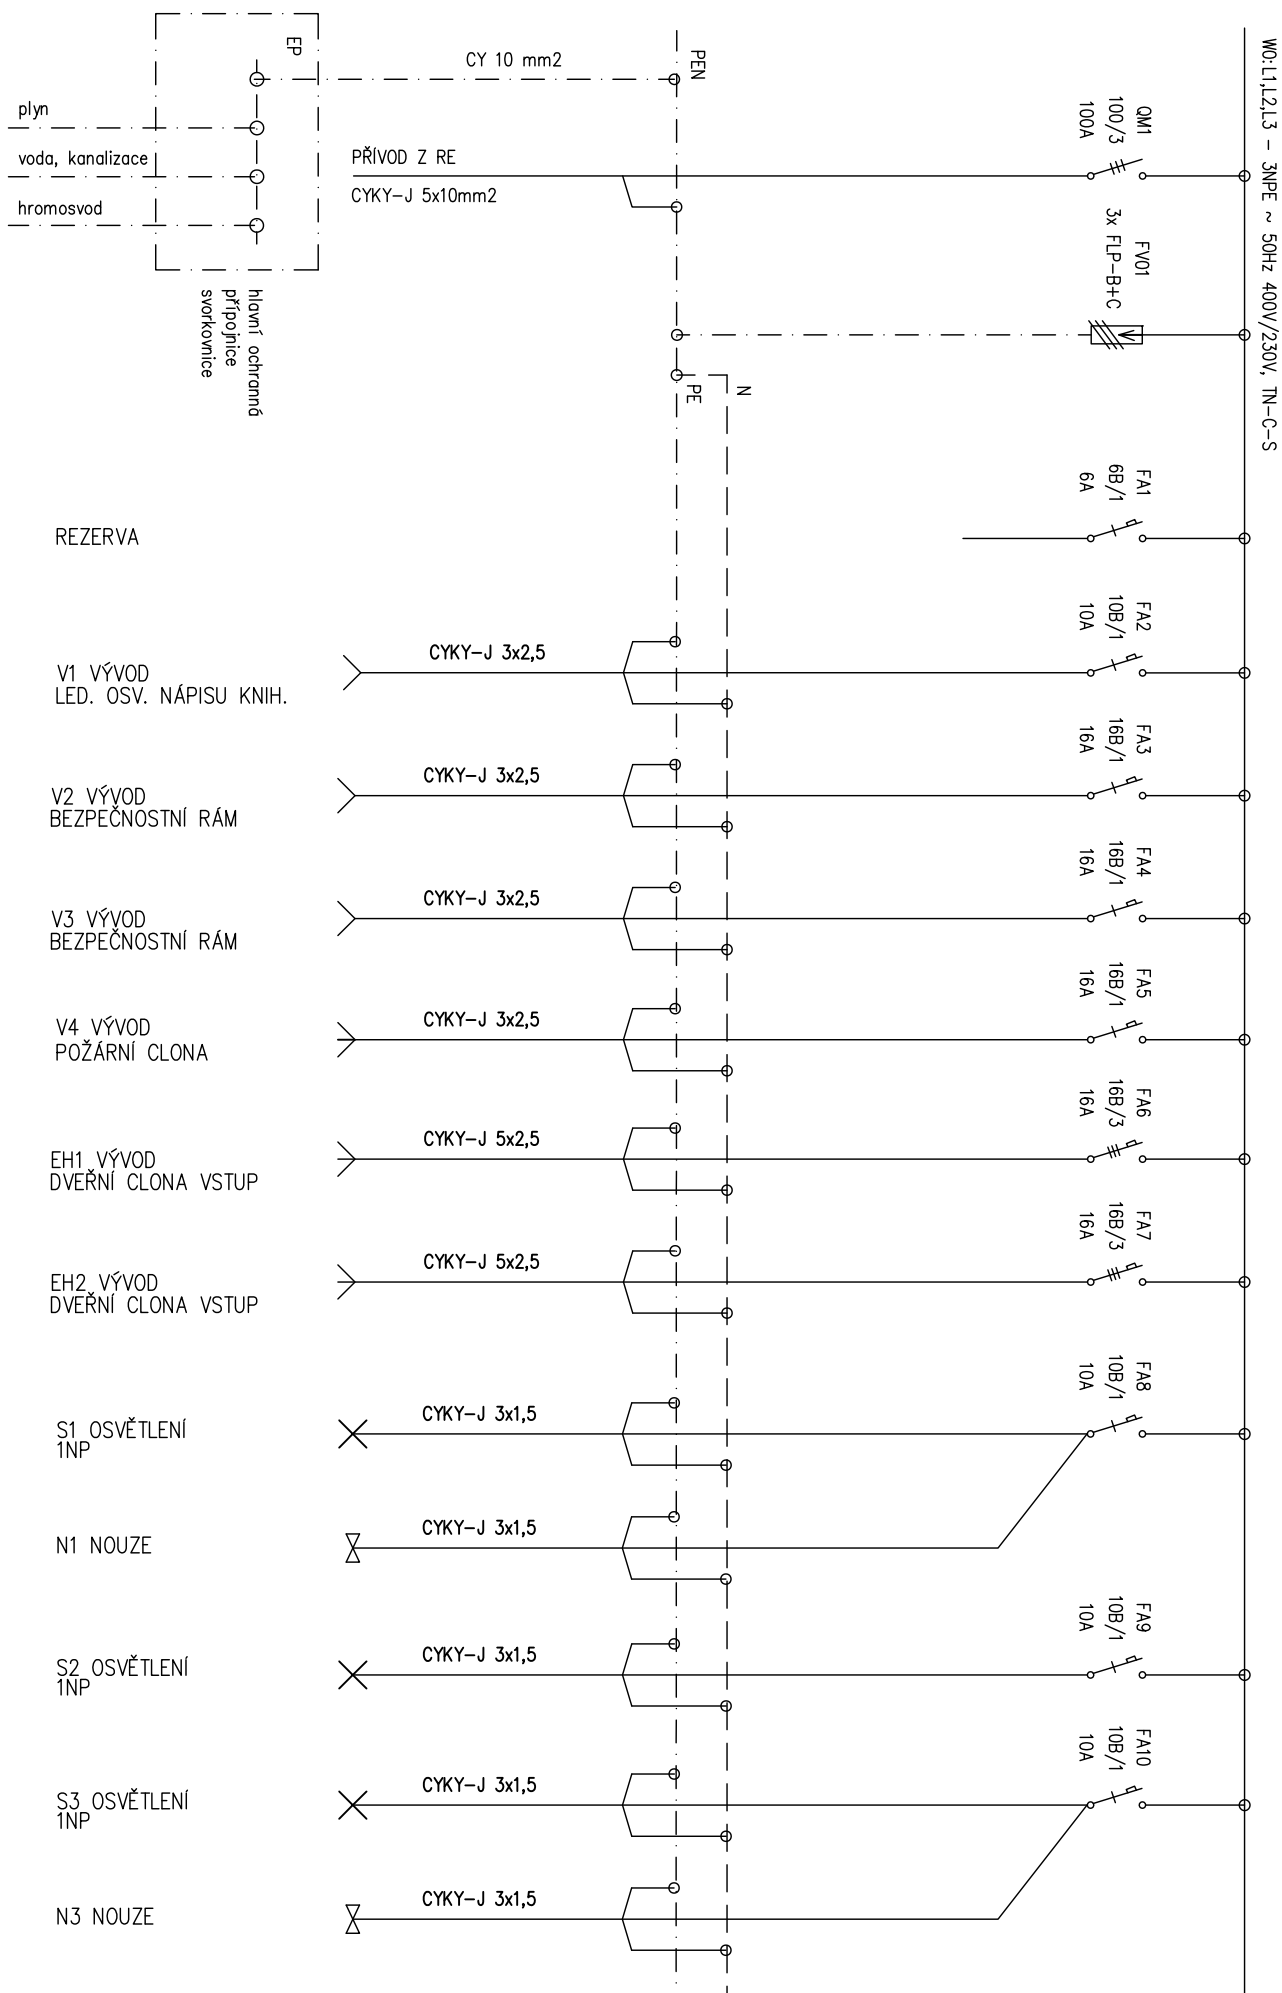 W0:L1,L2,L3 – 3NPE ~ 50Hz 400V/230V, TN–C–S
EP
CY 10 mm2
PEN
plyn
voda, kanalizace
hromosvod
hlavní ochranná
přípojnice
svorkovnice
PŘÍVOD Z RE
CYKY–J 5x10mm2
QM1
100/3
100A
FV01
3x FLP–B+C
PE
N
REZERVA
FA1
6B/1
6A
V1 VÝVOD
LED. OSV. NÁPISU KNIH.
CYKY–J 3x2,5
FA2
10B/1
10A
V2 VÝVOD
BEZPEČNOSTNÍ RÁM
CYKY–J 3x2,5
FA3
16B/1
16A
V3 VÝVOD
BEZPEČNOSTNÍ RÁM
CYKY–J 3x2,5
FA4
16B/1
16A
V4 VÝVOD
POŽÁRNÍ CLONA
CYKY–J 3x2,5
FA5
16B/1
16A
EH1 VÝVOD
DVEŘNÍ CLONA VSTUP
CYKY–J 5x2,5
FA6
16B/3
16A
EH2 VÝVOD
DVEŘNÍ CLONA VSTUP
CYKY–J 5x2,5
FA7
16B/3
16A
S1 OSVĚTLENÍ
1NP
CYKY–J 3x1,5
FA8
10B/1
10A
N1 NOUZE
CYKY–J 3x1,5
S2 OSVĚTLENÍ
1NP
CYKY–J 3x1,5
FA9
10B/1
10A
S3 OSVĚTLENÍ
1NP
CYKY–J 3x1,5
FA10
10B/1
10A
N3 NOUZE
CYKY–J 3x1,5